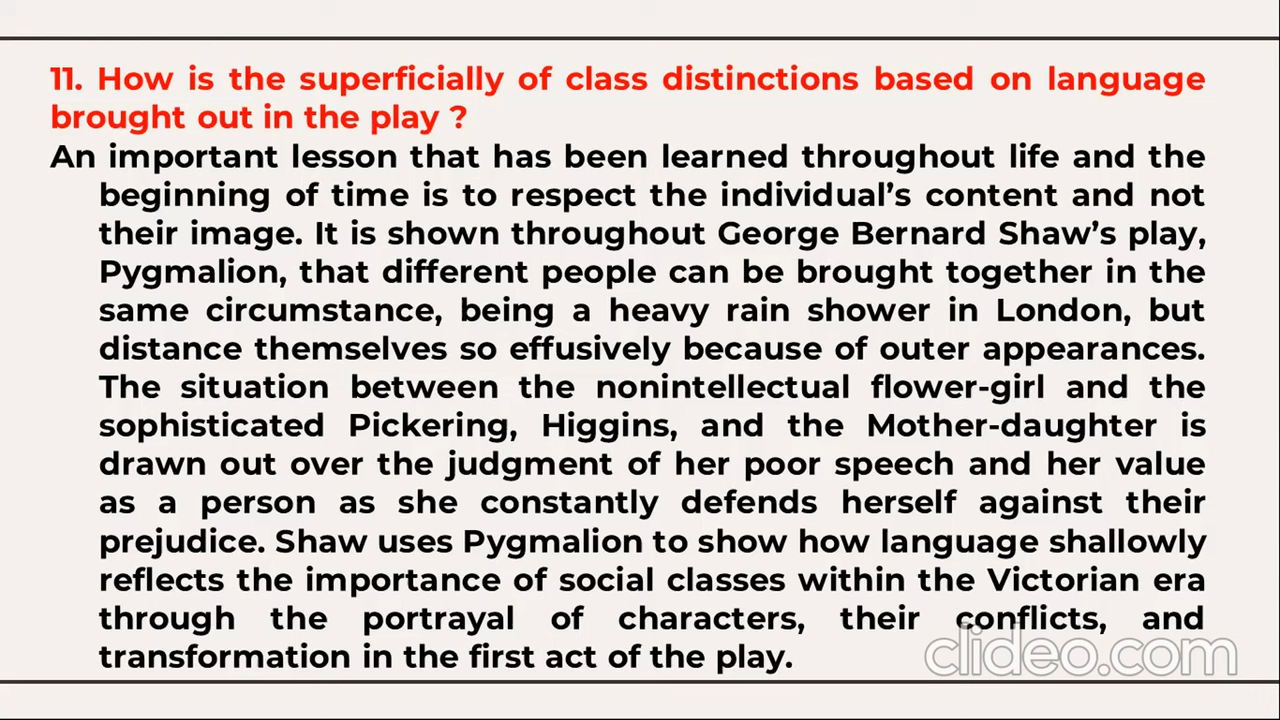 11. How is the superficially of class distinctions based on language
brought out in the play ?
An important lesson that has been learned throughout life and the
beginning of time is to respect the individual's content and not
their image. It is shown throughout George Bernard Shaw's play,
Pygmalion, that different people can be brought together in the
same circumstance, being a heavy rain shower in London, but
distance themselves so effusively because of outer appearances.
The situation between the nonintellectual flower-girl and the
sophisticated Pickering, Higgins, and the Mother-daughter is
drawn out over the judgment of her poor speech and her value
as a person as she constantly defends herself against their
prejudice. Shaw uses Pygmalion to show how language shallowly
reflects the importance of social classes within the Victorian era
through the portrayal of characters, their conflicts, and
transformation in the first act of the play.
clideo.com